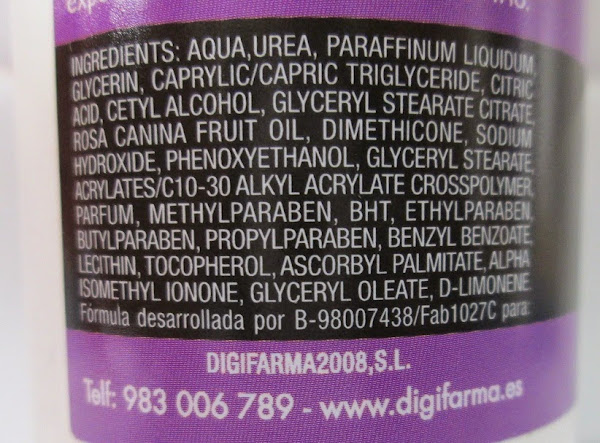 INGREDIENTS: AQUA,UREA, PARAFFINUM LIQUIDUM,
GLYCERIN, CAPRYLIC/CAPRIC TRIGLYCERIDE, CITRIC
ACID, CETYL ALCOHOL, GLYCERYL STEARATE CITRATE,
ROSA CANINA FRUIT OIL, DIMETHICONE, SODIUM
HYDROXIDE, PHENOXYETHANOL, GLYCERYL STEARATE,
ACRYLATES/C10-30 ALKYL ACRYLATE CROSSPOLYMER,
PARFUM, METHYLPARABEN, BHT, ETHYLPARABEN,
BUTYLPARABEN, PROPYLPARABEN, BENZYL BENZOATE,
LECITHIN, TOCOPHEROL, ASCORBYL PALMITATE, ALPHA
ISOMETHYL IONONE, GLYCERYL OLEATE, D-LIMONENE.
Fórmula desarrollada por B-98007438/Fab1027C para:
DIGIFARMA2008,S.L.
Telf: 983 006 789 - www.digifarma.es